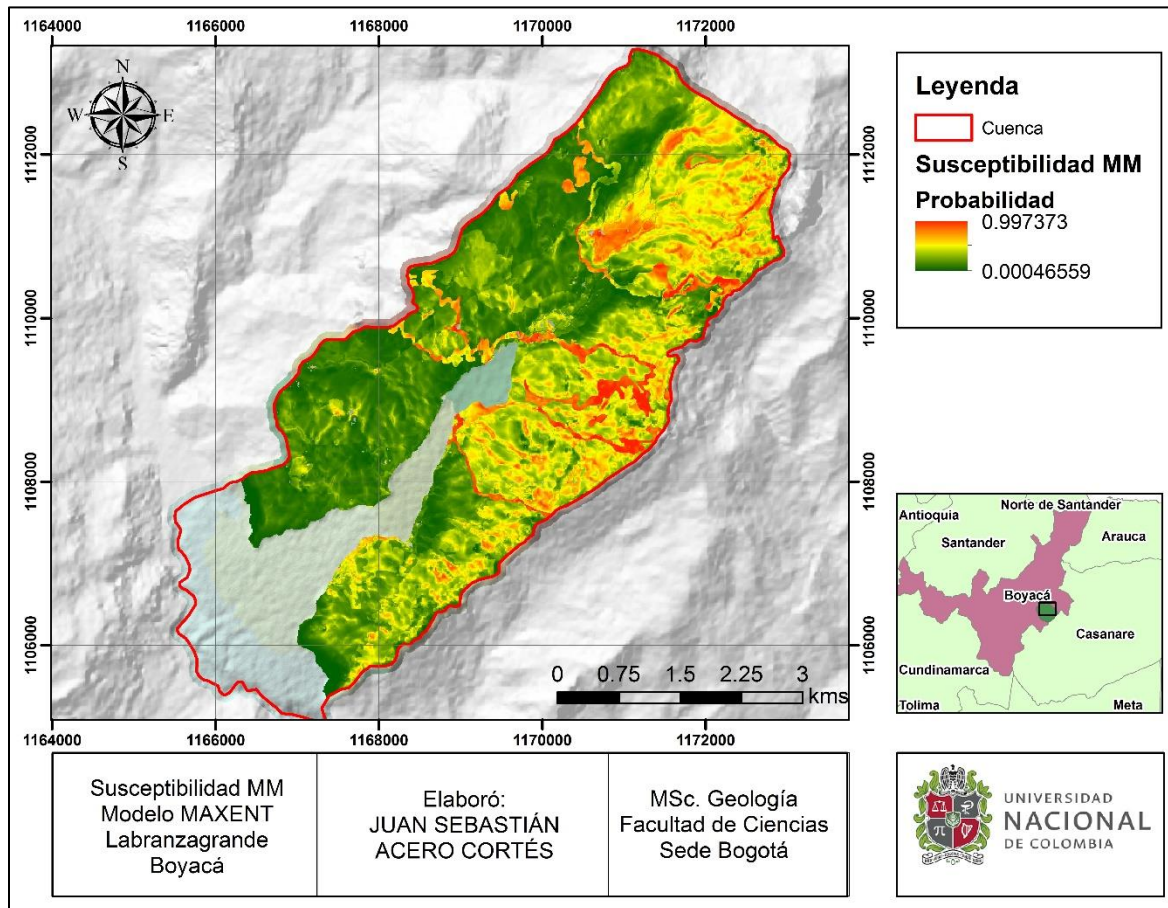 1164000
1166000
1168000
1170000
1172000
N
W
E
S
1112000
1110000
1108000
1106000
1112000
1110000
1108000
1106000
0
0.75
1.5
2.25
3
kms
1164000
1166000
1168000
1170000
1172000
Leyenda
Cuenca
Susceptibilidad MM
Probabilidad
0.997373
0.00046559
Norte de Santander
Antioquia
Santander
Arauca
Boyacá
Casanare
Cundinamarca
Tolima
Meta
Susceptibilidad MM
Modelo MAXENT
Labranzagrande
Boyacá
Elaboró:
JUAN SEBASTIÁN
ACERO CORTÉS
MSc. Geología
Facultad de Ciencias
Sede Bogotá
UNIVERSIDAD
NACIONAL
DE COLOMBIA